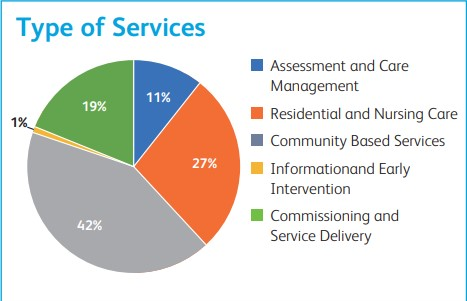 Type of Services
11%
27%
42%
1%
19%
Assessment and Care
Management
Residential and Nursing Care
Community Based Services
Informationand Early
Intervention
Commissioning and
Service Delivery